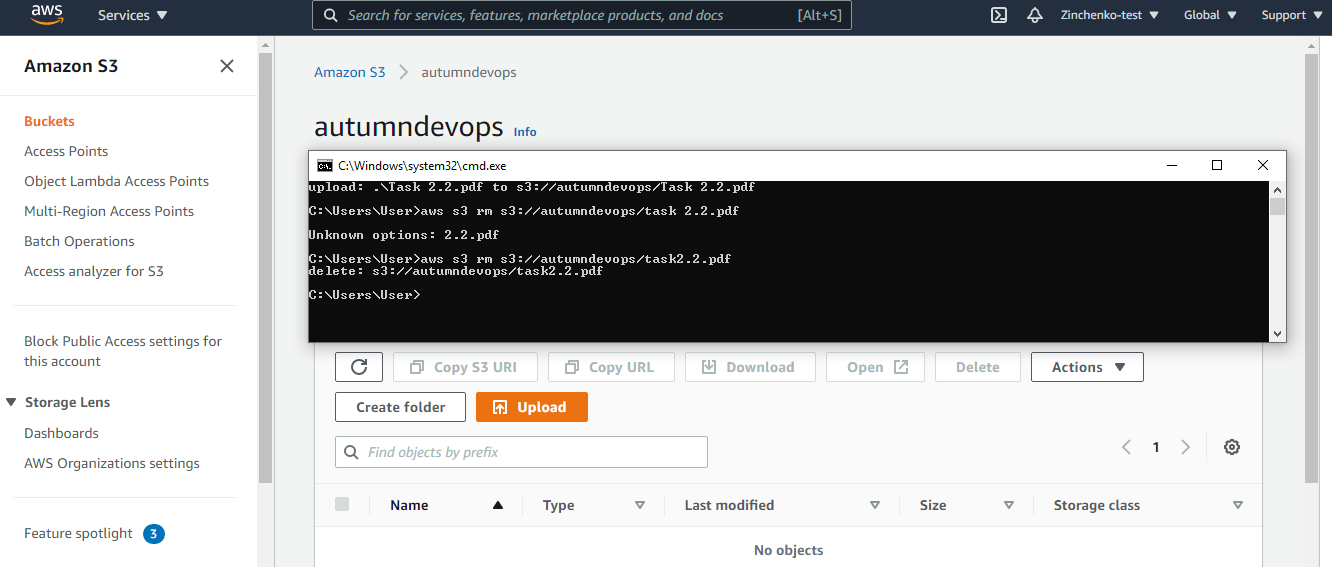 aws Services Search for services, features, marketplace products, and docs [Alt+S] Zinchenko-test Global Support
Amazon S3
Buckets
Access Points
Object Lambda Access Points
Multi-Region Access Points
Batch Operations
Access analyzer for S3
Block Public Access settings for
this account
Storage Lens
Dashboards
AWS Organizations settings
Feature spotlight 3
Amazon S3 autumndevops
autumndevops Info
C:\Windows\system32\cmd.exe
upload: .\Task 2.2.pdf to s3://autumndevops/Task 2.2.pdf
C:\Users\User>aws s3 rm s3://autumndevops/task 2.2.pdf
Unknown options: 2.2.pdf
C:\Users\User>aws s3 rm s3://autumndevops/task2.2.pdf
delete: s3://autumndevops/task2.2.pdf
C:\Users\User>
Copy S3 URI Copy URL Download Open Delete Actions
Create folder Upload
Find objects by prefix 1
Name Type Last modified Size Storage class
No objects